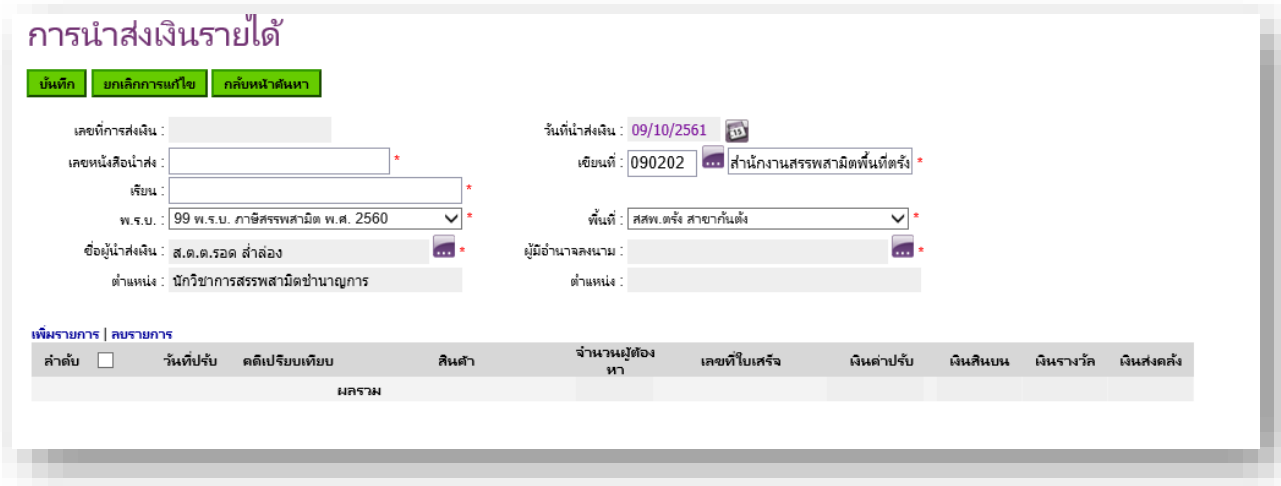 การนำส่งเงินรายได้
บันทึก ยกเลิกการแก้ไข กลับหน้าค้นหา
เลขที่การส่งเงิน : วันที่นำส่งเงิน : 09/10/2561
เลขหนังสือนำส่ง : * เขียนที่ : 090202 ... สำนักงานสรรพสามิตพื้นที่ตรัง *
เรียน : *
พ.ร.บ. : 99 พ.ร.บ. ภาษีสรรพสามิต พ.ศ. 2560 * พื้นที่ : สสพ.ตรัง สาขากันตัง *
ชื่อผู้นำส่งเงิน : ส.ต.ต.รอด ลำล่อง ... * ผู้มีอำนาจลงนาม : ... *
ตำแหน่ง : นักวิชาการสรรพสามิตชำนาญการ ตำแหน่ง :
เพิ่มรายการ | ลบรายการ
ลำดับ วันที่ปรับ คดีเปรียบเทียบ สินค้า จำนวนผู้ต้อง
หา เลขที่ใบเสร็จ เงินค่าปรับ เงินสินบน เงินรางวัล เงินส่งคลัง
ผลรวม